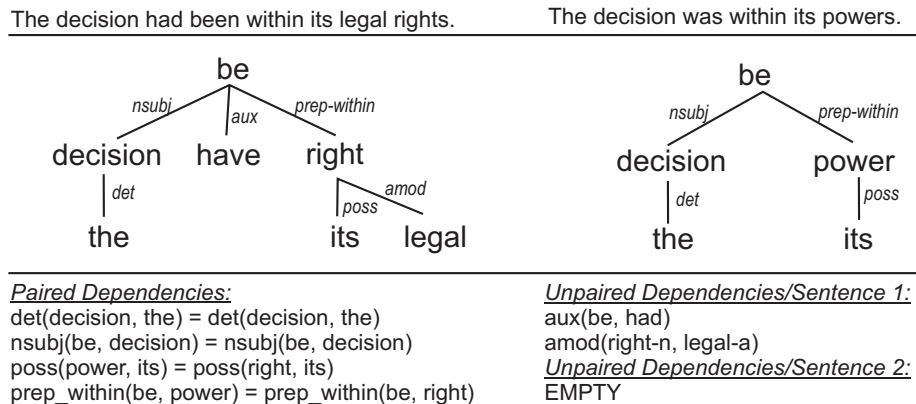 The decision had been within its legal rights.
The decision was within its powers.
be
nsubj
aux
prep-within
decision have right
det
poss
amod
the its legal
be
nsubj
prep-within
decision power
det
poss
the its
Paired Dependencies:
det(decision, the) = det(decision, the)
nsubj(be, decision) = nsubj(be, decision)
poss(power, its) = poss(right, its)
prep_within(be, power) = prep_within(be, right)
Unpaired Dependencies/Sentence 1:
aux(be, had)
amod(right-n, legal-a)
Unpaired Dependencies/Sentence 2:
EMPTY